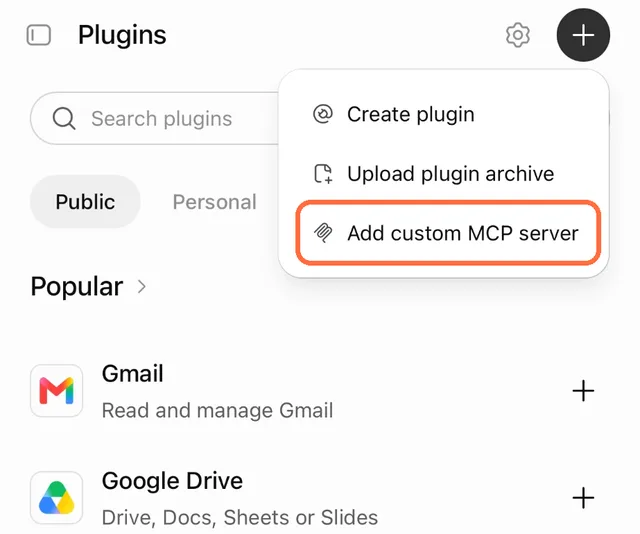 Plugins
Search plugins
Create plugin
Upload plugin archive
Add custom MCP server
Public
Personal
Popular
Gmail
Read and manage Gmail
Google Drive
Drive, Docs, Sheets or Slides